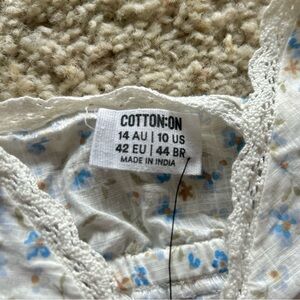 COTTON:ON
14 AU | 10 US
42 EU | 44 BR
MADE IN INDIA